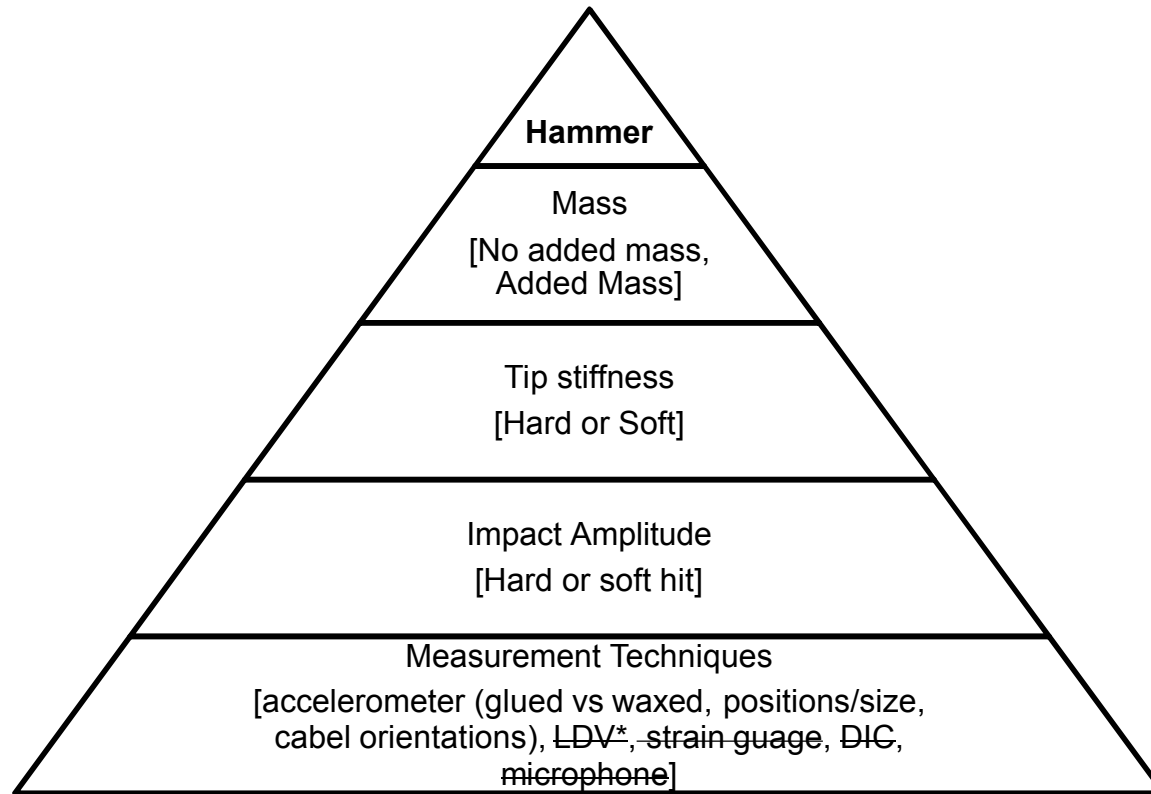 Hammer
Mass
[No added mass,
Added Mass]
Tip stiffness
[Hard or Soft]
Impact Amplitude
[Hard or soft hit]
Measurement Techniques
[accelerometer (glued vs waxed, positions/size,
cabel orientations), LDV*, strain guage, DIC,
microphone]